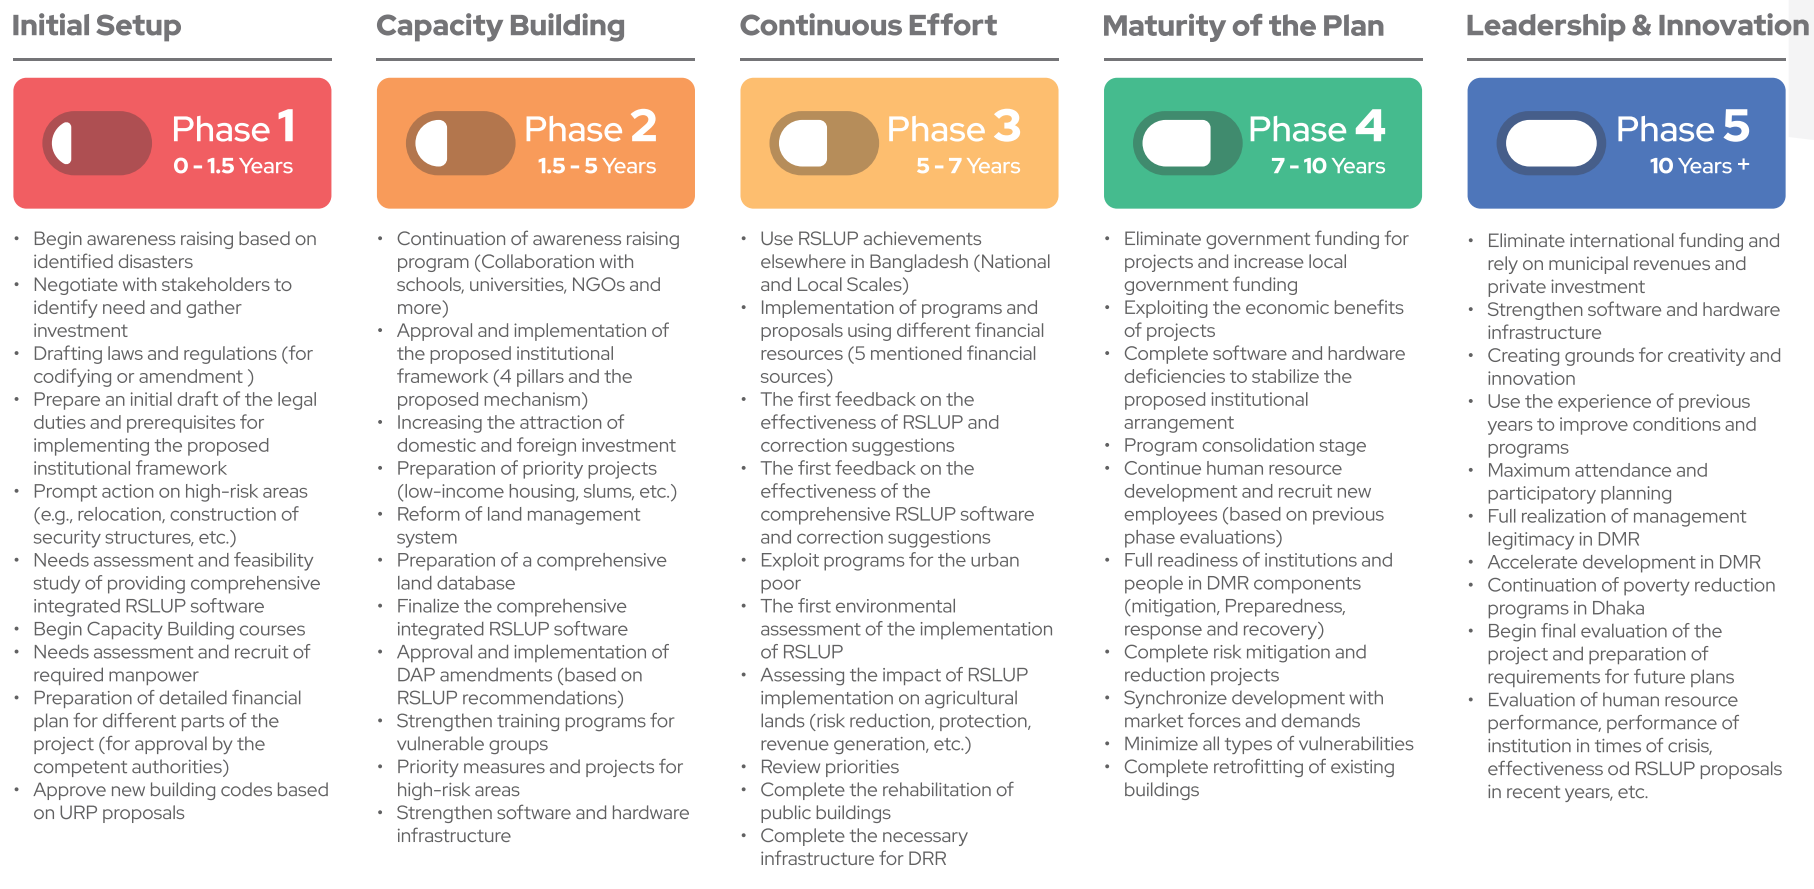 Initial Setup
Phase 1
0 - 1.5 Years
• Begin awareness raising based on
identified disasters
• Negotiate with stakeholders to
identify need and gather
investment
• Drafting laws and regulations (for
codifying or amendment )
• Prepare an initial draft of the legal
duties and prerequisites for
implementing the proposed
institutional framework
• Prompt action on high-risk areas
(e.g., relocation, construction of
security structures, etc.)
• Needs assessment and feasibility
study of providing comprehensive
integrated RSLUP software
• Begin Capacity Building courses
• Needs assessment and recruit of
required manpower
• Preparation of detailed financial
plan for different parts of the
project (for approval by the
competent authorities)
• Approve new building codes based
on URP proposals
Capacity Building
Phase 2
1.5 - 5 Years
• Continuation of awareness raising
program (Collaboration with
schools, universities, NGOs and
more)
• Approval and implementation of
the proposed institutional
framework (4 pillars and the
proposed mechanism)
• Increasing the attraction of
domestic and foreign investment
• Preparation of priority projects
(low-income housing, slums, etc.)
• Reform of land management
system
• Preparation of a comprehensive
land database
• Finalize the comprehensive
integrated RSLUP software
• Approval and implementation of
DAP amendments (based on
RSLUP recommendations)
• Strengthen training programs for
vulnerable groups
• Priority measures and projects for
high-risk areas
• Strengthen software and hardware
infrastructure
Continuous Effort
Phase 3
5 - 7 Years
• Use RSLUP achievements
elsewhere in Bangladesh (National
and Local Scales)
• Implementation of programs and
proposals using different financial
resources (5 mentioned financial
sources)
• The first feedback on the
effectiveness of RSLUP and
correction suggestions
• The first feedback on the
effectiveness of the
comprehensive RSLUP software
and correction suggestions
• Exploit programs for the urban
poor
• The first environmental
assessment of the implementation
of RSLUP
• Assessing the impact of RSLUP
implementation on agricultural
lands (risk reduction, protection,
revenue generation, etc.)
• Review priorities
• Complete the rehabilitation of
public buildings
• Complete the necessary
infrastructure for DRR
Maturity of the Plan
Phase 4
7 - 10 Years
• Eliminate government funding for
projects and increase local
government funding
• Exploiting the economic benefits
of projects
• Complete software and hardware
deficiencies to stabilize the
proposed institutional
arrangement
• Program consolidation stage
• Continue human resource
development and recruit new
employees (based on previous
phase evaluations)
• Full readiness of institutions and
people in DMR components
(mitigation, Preparedness,
response and recovery)
• Complete risk mitigation and
reduction projects
• Synchronize development with
market forces and demands
• Minimize all types of vulnerabilities
• Complete retrofitting of existing
buildings
Leadership & Innovation
Phase 5
10 Years +
• Eliminate international funding and
rely on municipal revenues and
private investment
• Strengthen software and hardware
infrastructure
• Creating grounds for creativity and
innovation
• Use the experience of previous
years to improve conditions and
programs
• Maximum attendance and
participatory planning
• Full realization of management
legitimacy in DMR
• Accelerate development in DMR
• Continuation of poverty reduction
programs in Dhaka
• Begin final evaluation of the
project and preparation of
requirements for future plans
• Evaluation of human resource
performance, performance of
institution in times of crisis,
effectiveness od RSLUP proposals
in recent years, etc.